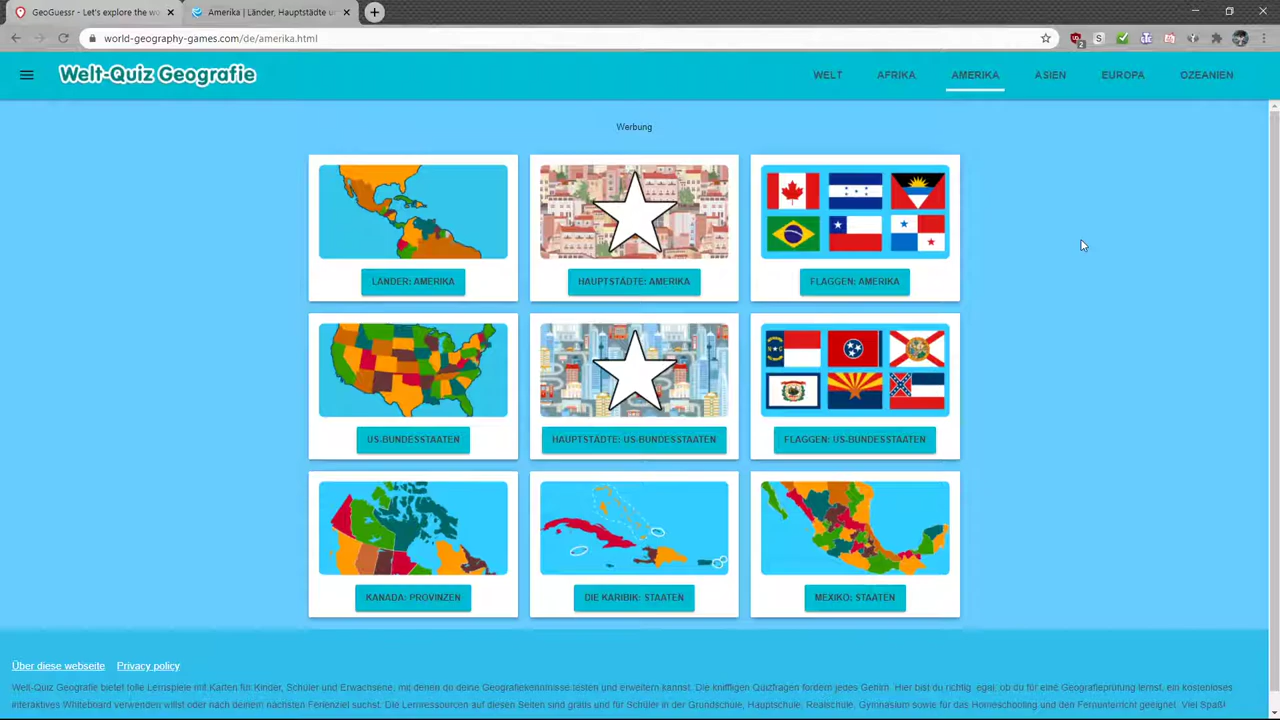 GeoGuessr - Let's explore the wo
Amerika | Länder, Hauptstädte u
world-geography-games.com/de/amerika.html
2
Welt-Quiz Geografie
WELT AFRIKA AMERIKA ASIEN EUROPA OZEANIEN
Werbung
LÄNDER: AMERIKA HAUPTSTÄDTE: AMERIKA FLAGGEN: AMERIKA
US-BUNDESSTAATEN HAUPTSTÄDTE: US-BUNDESSTAATEN FLAGGEN: US-BUNDESSTAATEN
KANADA: PROVINZEN DIE KARIBIK: STAATEN MEXIKO: STAATEN
Über diese webseite Privacy policy
Welt-Quiz Geografie bietet tolle Lernspiele mit Karten für Kinder, Schüler und Erwachsene, mit denen du deine Geografiekenntnisse testen und erweitern kannst. Die kniffligen Quizfragen fordern jedes Gehirn. Hier bist du richtig, egal, ob du für eine Geografieprüfung lernst, ein kostenloses
interaktives Whiteboard verwenden willst oder nach deinem nächsten Ferienziel suchst. Die Lernressourcen auf diesen Seiten sind gratis und für Schüler in der Grundschule, Hauptschule, Realschule, Gymnasium sowie für das Homeschooling und den Fernunterricht geeignet. Viel Spaß!